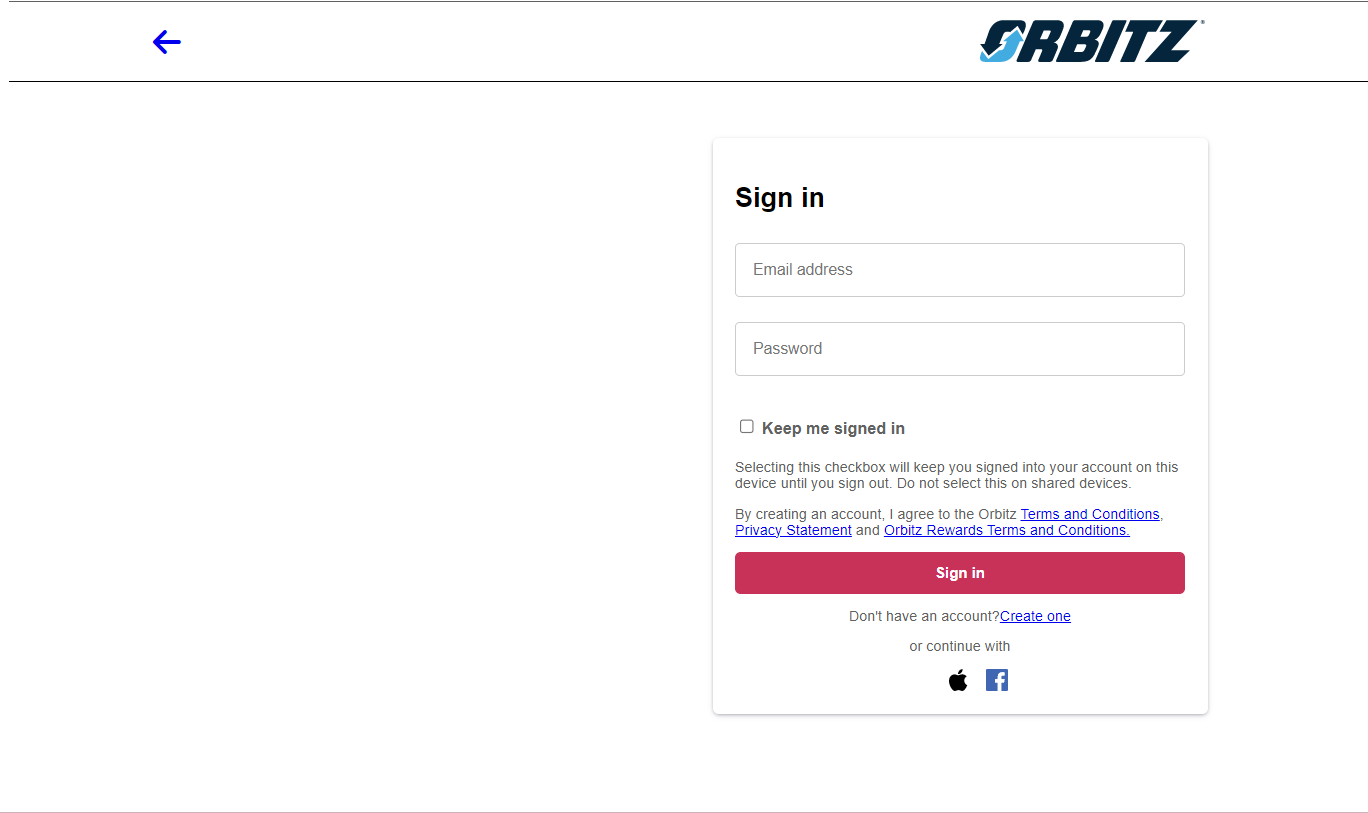 ORBITZ®
Sign in
Email address
Password
Keep me signed in
Selecting this checkbox will keep you signed into your account on this
device until you sign out. Do not select this on shared devices.
By creating an account, I agree to the Orbitz Terms and Conditions,
Privacy Statement and Orbitz Rewards Terms and Conditions.
Sign in
Don't have an account?Create one
or continue with